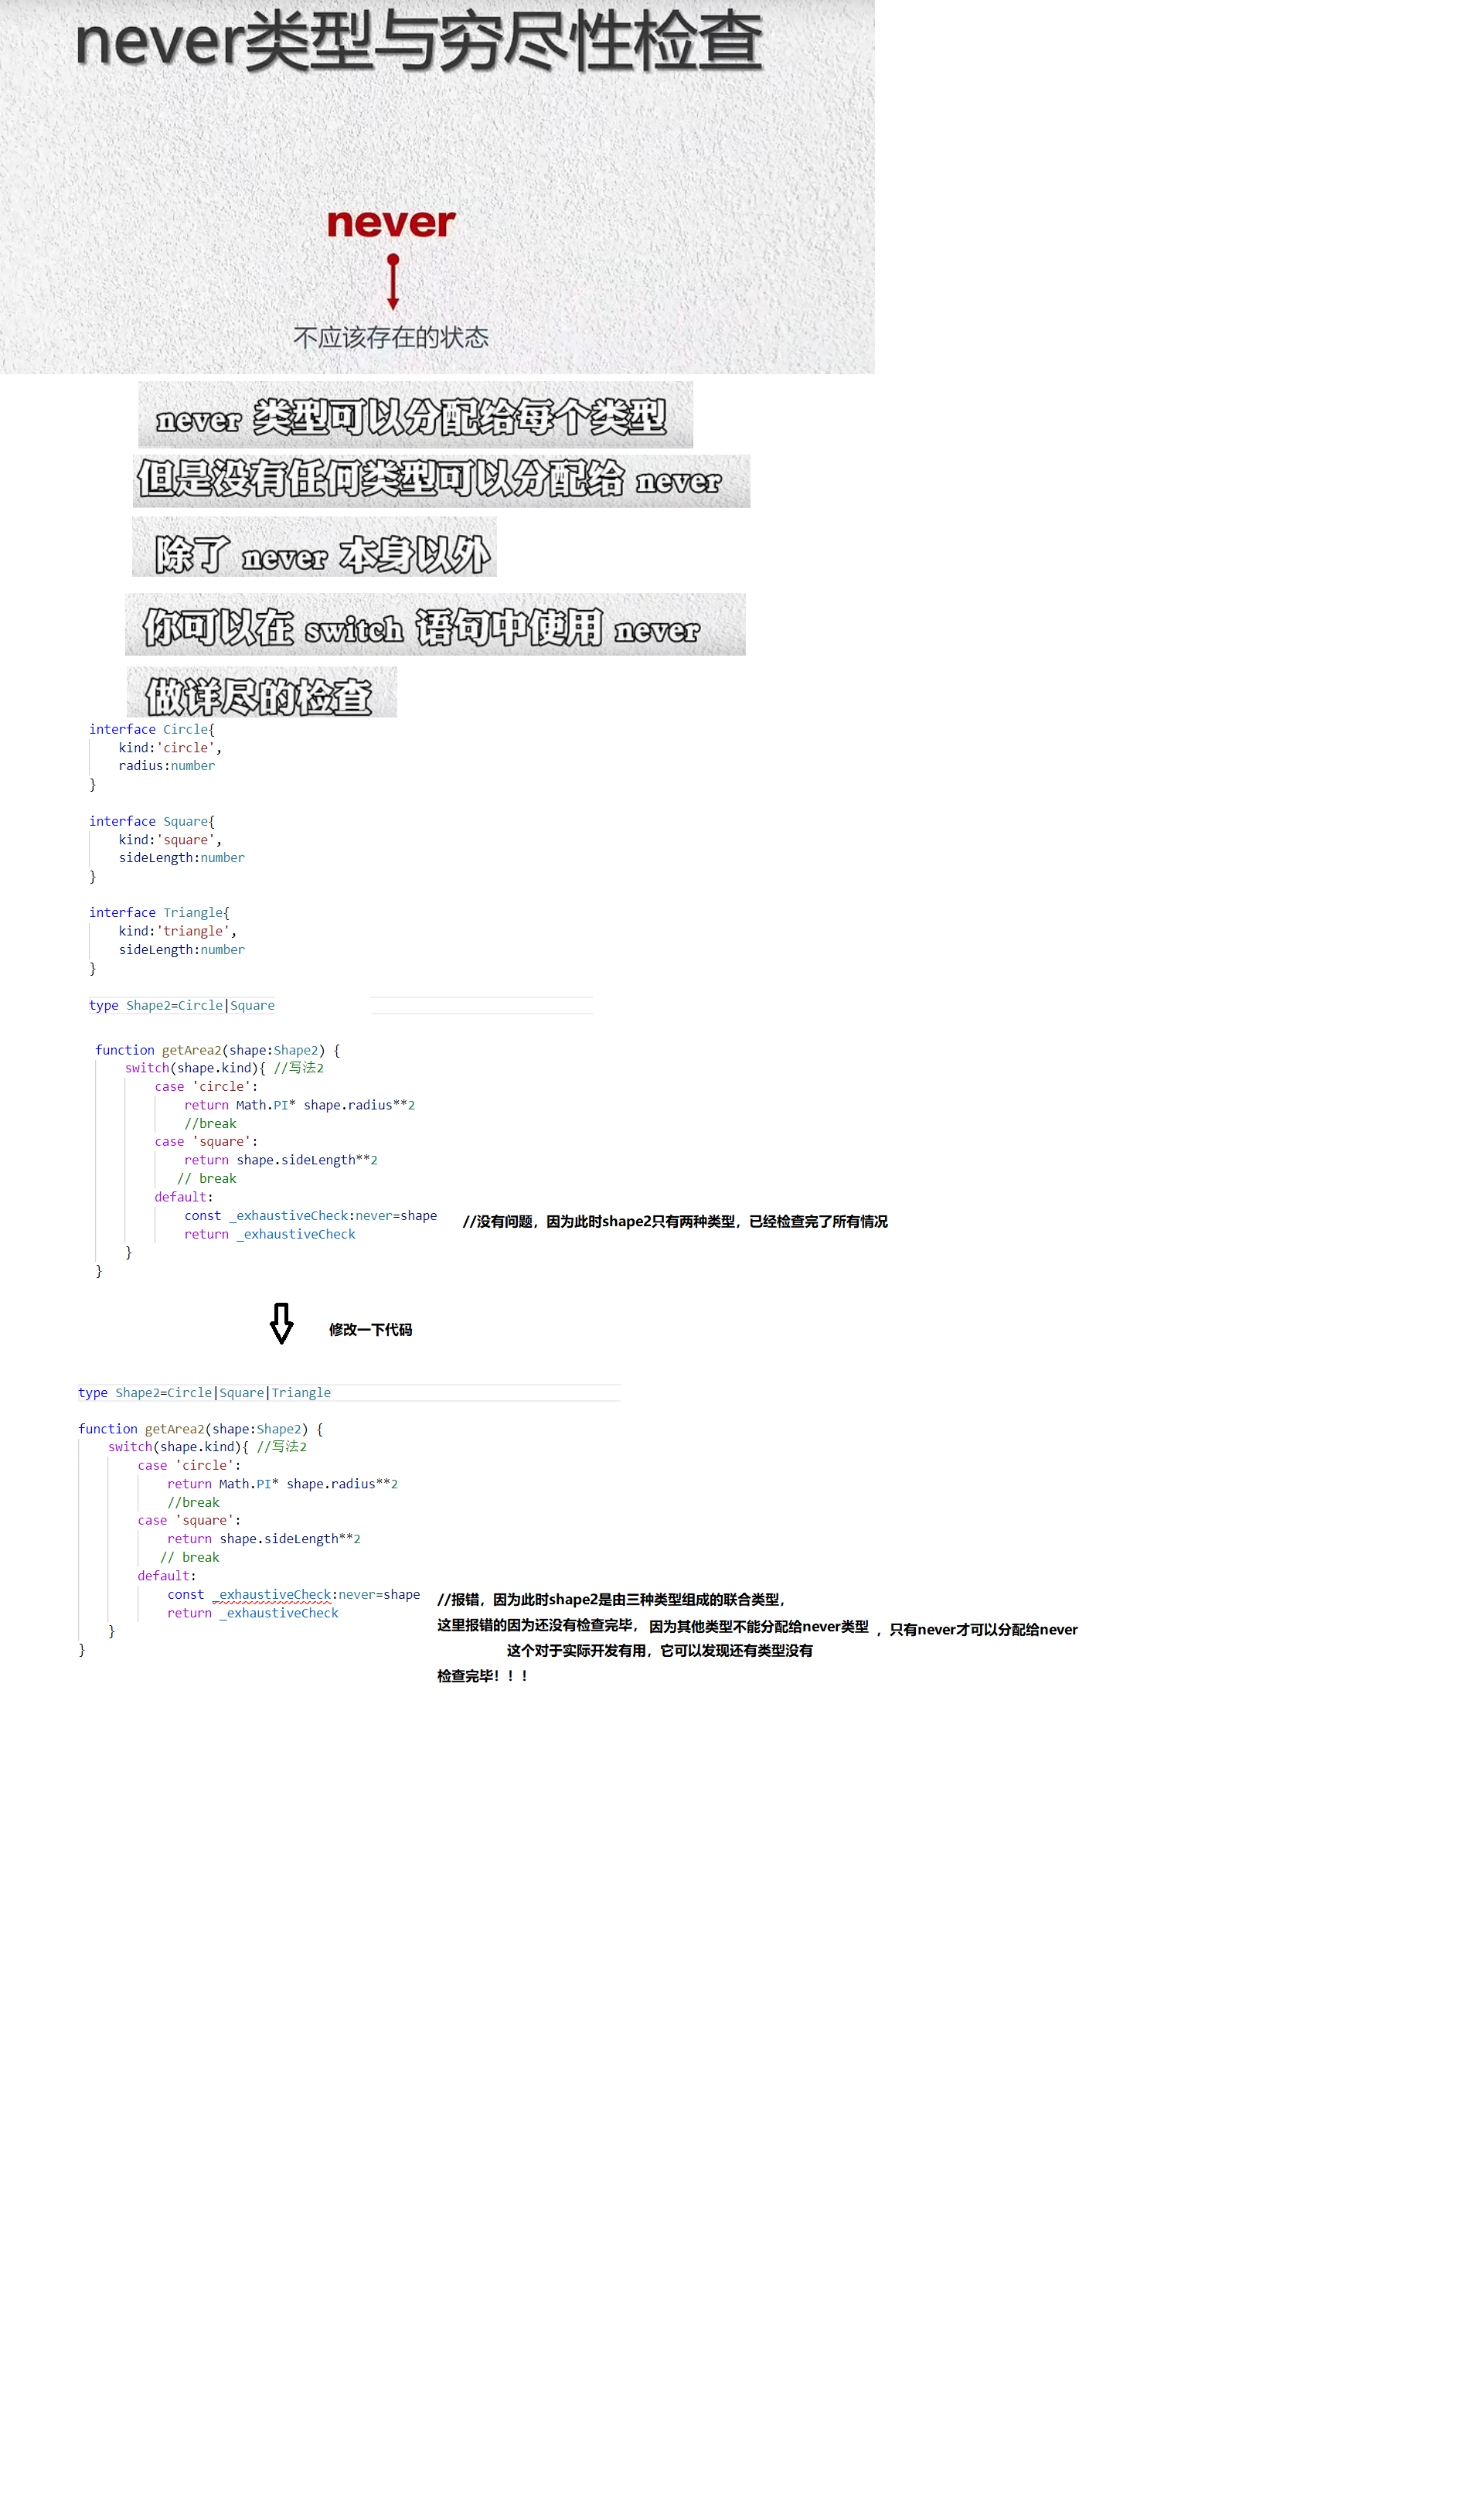 never类型与穷尽性检查
never
不应该存在的状态
never 类型可以分配给每个类型
但是没有任何类型可以分配给 never
除了 never 本身以外
你可以在 switch 语句中使用 never
做详尽的检查
interface Circle{
kind:'circle',
radius:number
}
interface Square{
kind:'square',
sideLength:number
}
interface Triangle{
kind:'triangle',
sideLength:number
}
type Shape2=Circle|Square
function getArea2(shape:Shape2) {
switch(shape.kind){ //写法2
case 'circle':
return Math.PI* shape.radius**2
//break
case 'square':
return shape.sideLength**2
// break
default:
const _exhaustiveCheck:never=shape //没有问题，因为此时shape2只有两种类型，已经检查完了所有情况
return _exhaustiveCheck
}
}
修改一下代码
type Shape2=Circle|Square|Triangle
function getArea2(shape:Shape2) {
switch(shape.kind){ //写法2
case 'circle':
return Math.PI* shape.radius**2
//break
case 'square':
return shape.sideLength**2
// break
default:
const _exhaustiveCheck:never=shape //报错，因为此时shape2是由三种类型组成的联合类型，
return _exhaustiveCheck 这里报错的因为还没有检查完毕，因为其他类型不能分配给never类型 ，只有never才可以分配给never
}
这个对于实际开发有用，它可以发现还有类型没有
}
检查完毕！！！